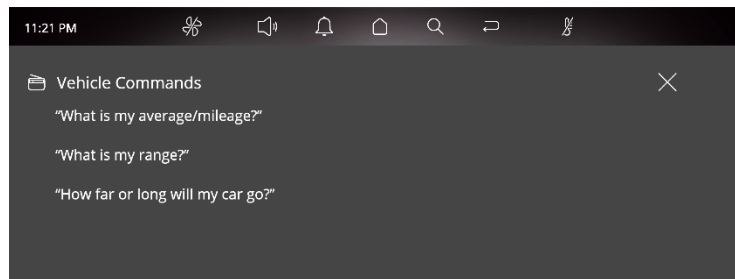 11:21 PM
Vehicle Commands
“What is my average/mileage?”
“What is my range?”
“How far or long will my car go?”